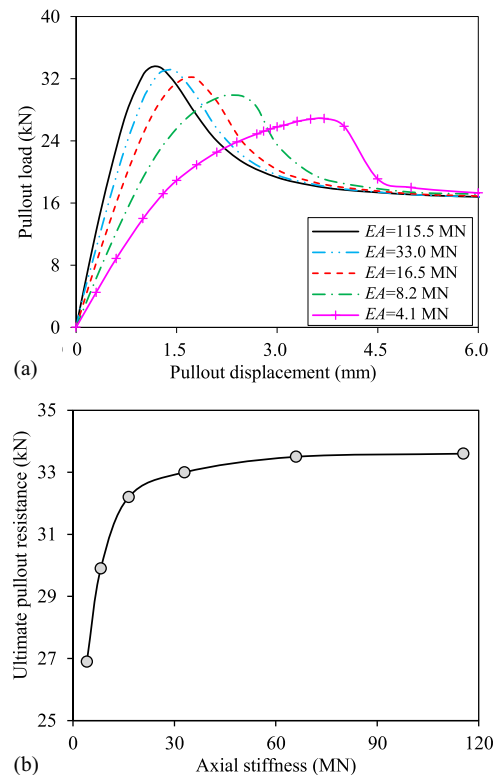 40
32
24
16
8
0
Pullout load (kN)
EA=115.5 MN
EA=33.0 MN
EA=16.5 MN
EA=8.2 MN
EA=4.1 MN
0 1.5 3.0 4.5 6.0
(a) Pullout displacement (mm)
35
33
31
29
27
25
Ultimate pullout resistance (kN)
0 30 60 90 120
(b) Axial stiffness (MN)